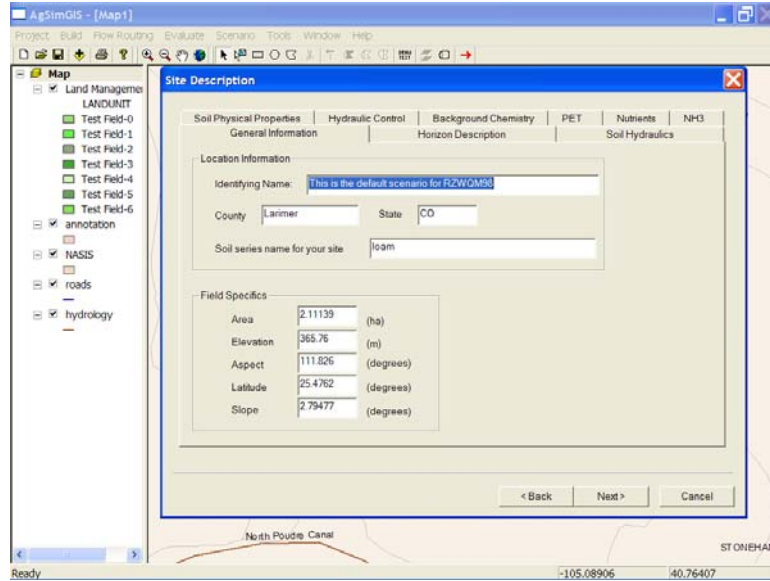 AgSimGIS - [Map1]
Project Build Flow Routing Evaluate Scenario Tools Window Help
Map
Land Managemen
LANDUNIT
Test Field-0
Test Field-1
Test Field-2
Test Field-3
Test Field-4
Test Field-5
Test Field-6
annotation
NASIS
roads
hydrology
Site Description
Soil Physical Properties Hydraulic Control Background Chemistry PET Nutrients NH3
General Information Horizon Description Soil Hydraulics
Location Information
Identifying Name: This is the default scenario for RZWQM98
County Larimer State CO
Soil series name for your site loam
Field Specifics
Area 2.11139 (ha)
Elevation 365.76 (m)
Aspect 111.826 (degrees)
Latitude 25.4762 (degrees)
Slope 2.79477 (degrees)
< Back Next > Cancel
North Poudre Canal
STONEHA
Ready -105.08906 40.76407